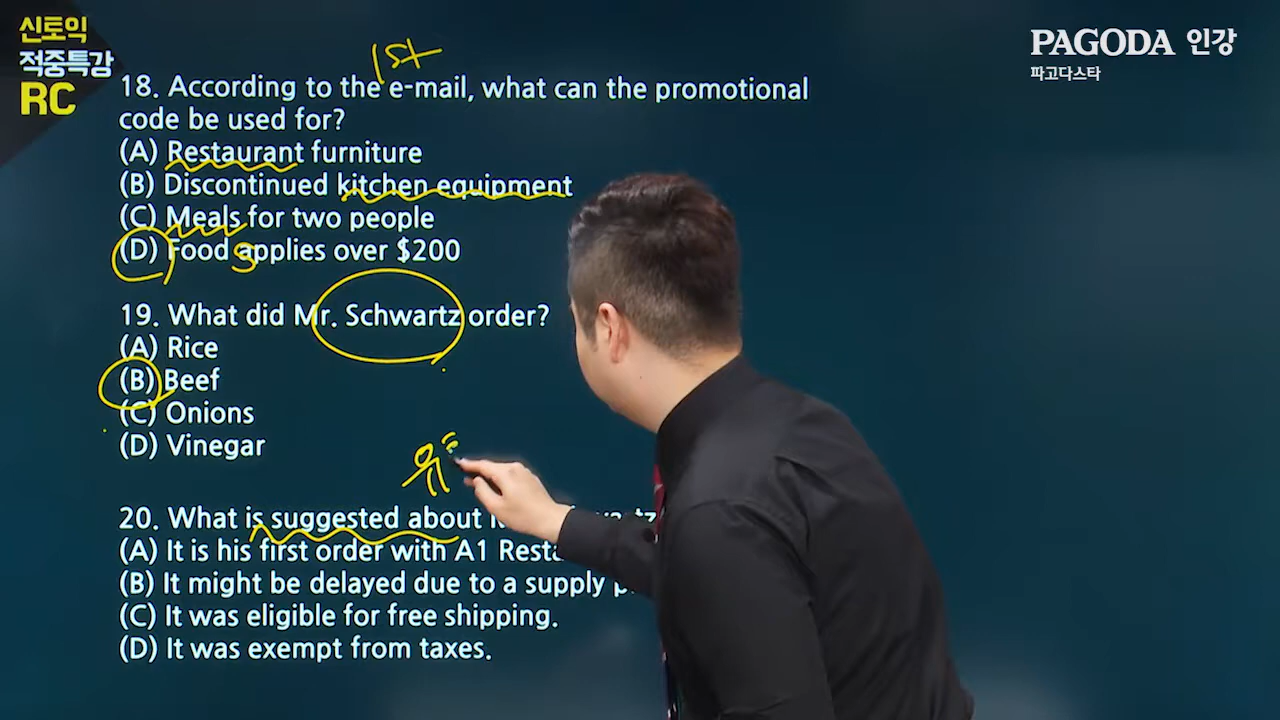 신토익
적중특강
RC
PAGODA 인강
파고다스타
1st
18. According to the e-mail, what can the promotional
code be used for?
(A) Restaurant furniture
(B) Discontinued kitchen equipment
(C) Meals for two people
(D) Food applies over $200
s
19. What did Mr. Schwartz order?
(A) Rice
(B) Beef
(C) Onions
(D) Vinegar
20. What is suggested about
(A) It is his first order with A1
(B) It might be delayed due to a supply
(C) It was eligible for free shipping.
(D) It was exempt from taxes.